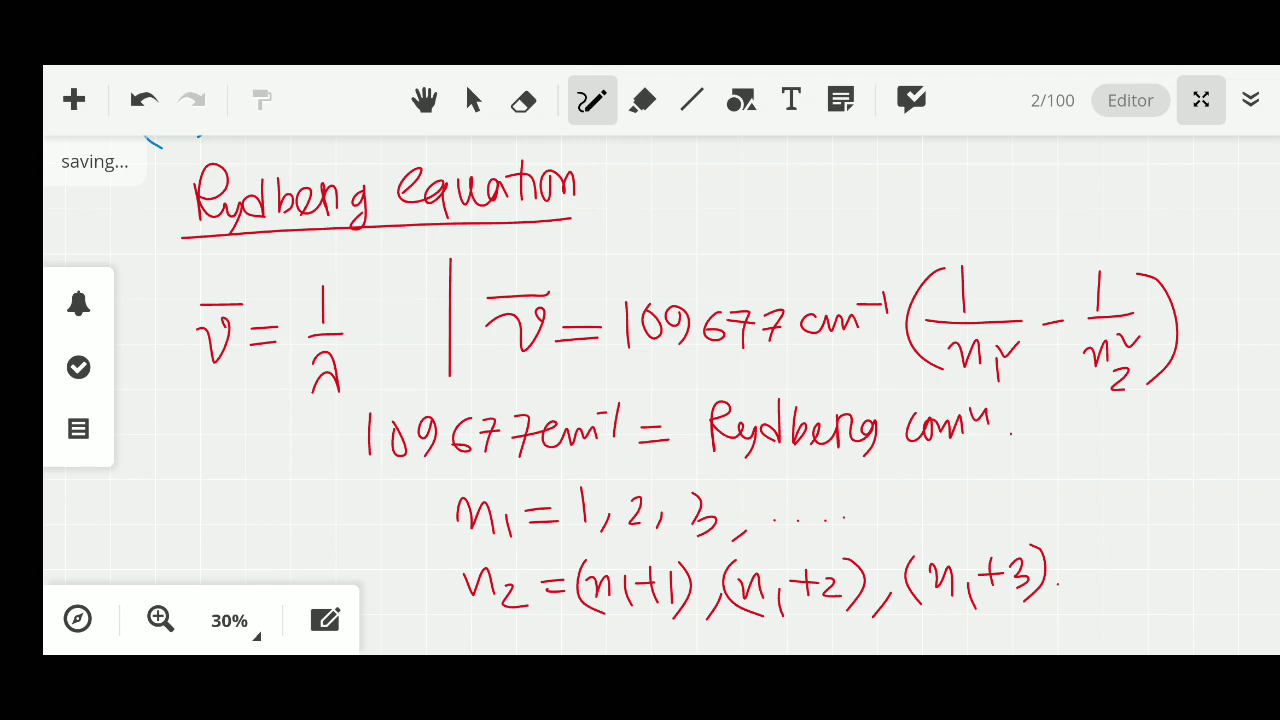 2/100 Editor
saving...
Rydberg equation
ν̅ = 1/λ | ν̅ = 109677 cm⁻¹ (1/n₁² − 1/n₂²)
109677 cm⁻¹ = Rydberg
n₁ = 1, 2, 3, ....
n₂ = (n₁+1), (n₁+2), (n₁+3).
30%